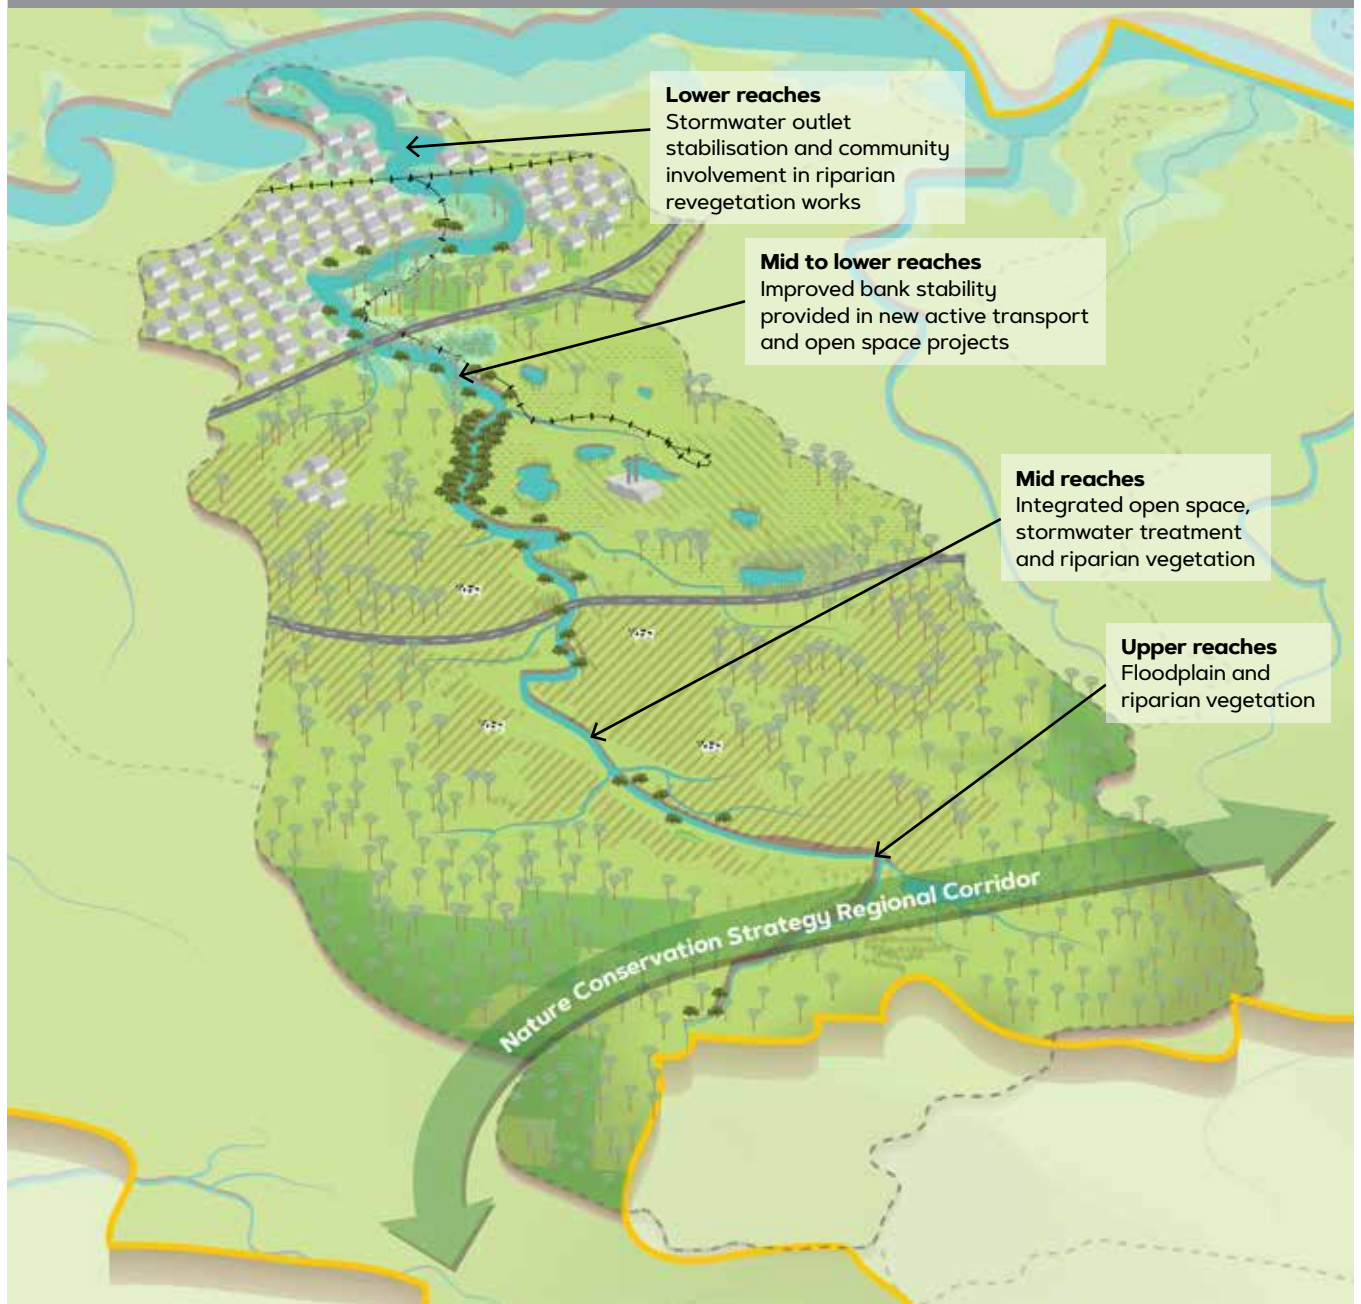 Lower reaches
Stormwater outlet
stabilisation and community
involvement in riparian
revegetation works
Mid to lower reaches
Improved bank stability
provided in new active transport
and open space projects
Mid reaches
Integrated open space,
stormwater treatment
and riparian vegetation
Upper reaches
Floodplain and
riparian vegetation
Nature Conservation Strategy Regional Corridor